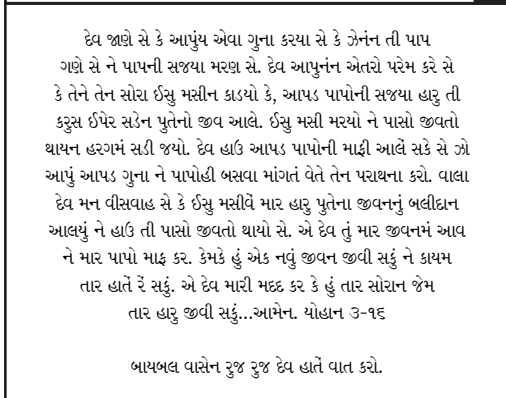 દેવ જાણે સે કે આપુંય એવા ગુના કરયા સે કે ઝેનંન તી પાપ
ગણે સે ને પાપની સજયા મરણ સે. દેવ આપુનંન એતરો પરેમ કરે સે
કે તેને તેન સોરા ઈસુ મસીન કાડયો કે, આપડ પાપોની સજયા હારુ તી
કરુસ ઈપેર સડેન પુતેનો જીવ આલે. ઈસુ મસી મરયો ને પાસો જીવતો
થાયન હરગમં સડી જયો. દેવ હાઉ આપડ પાપોની માફી આલેં સકે સે ઝો
આપું આપડ ગુના ને પાપોહી બસવા માંગતં વેતે તેન પરાથના કરો. વાલા
દેવ મન વીસવાહ સે કે ઈસુ મસીવેં માર હારુ પુતેના જીવનનું બલીદાન
આલયું ને હાઉ તી પાસો જીવતો થાયો સે. એ દેવ તું માર જીવનમં આવ
ને માર પાપો માફ કર. કેમકે હું એક નવું જીવન જીવી સકું ને કાયમ
તાર હાતેં રેં સકું. એ દેવ મારી મદદ કર કે હું તાર સોરાન જેમ
તાર હારુ જીવી સકું...આમેન. યોહાન ૩-૧૬
બાયબલ વાસેન રુજ રુજ દેવ હાતેં વાત કરો.